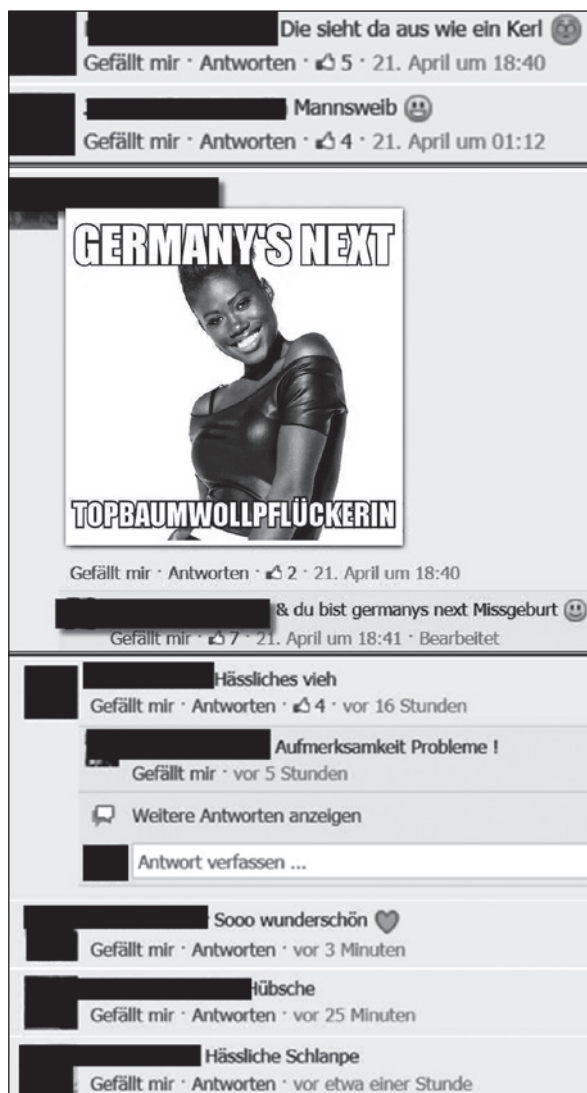 Die sieht da aus wie ein Kerl
Gefällt mir · Antworten · 5 · 21. April um 18:40
Mannsweib
Gefällt mir · Antworten · 4 · 21. April um 01:12
GERMANY'S NEXT
TOPBAUMWOLLPFLÜCKERIN
Gefällt mir · Antworten · 2 · 21. April um 18:40
& du bist germanys next Missgeburt
Gefällt mir · 7 · 21. April um 18:41 · Bearbeitet
Hässliches vieh
Gefällt mir · Antworten · 4 · vor 16 Stunden
Aufmerksamkeit Probleme !
Gefällt mir · vor 5 Stunden
Weitere Antworten anzeigen
Antwort verfassen ...
Sooo wunderschön
Gefällt mir · Antworten · vor 3 Minuten
Hübsche
Gefällt mir · Antworten · vor 25 Minuten
Hässliche Schlanpe
Gefällt mir · Antworten · vor etwa einer Stunde